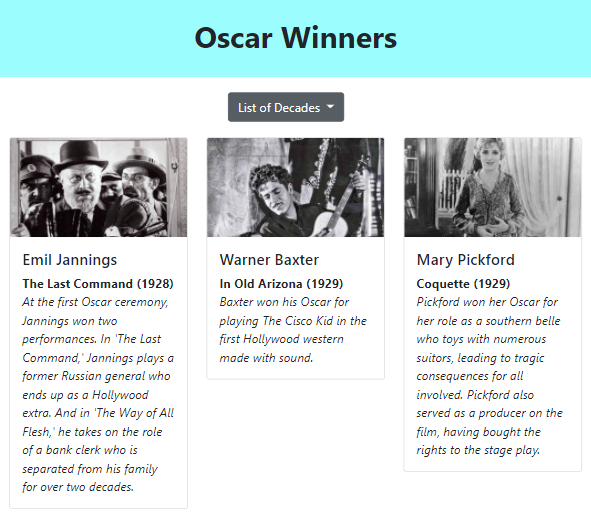 Oscar Winners
List of Decades
Emil Jannings
The Last Command (1928)
At the first Oscar ceremony,
Jannings won two
performances. In 'The Last
Command,' Jannings plays a
former Russian general who
ends up as a Hollywood
extra. And in 'The Way of All
Flesh,' he takes on the role
of a bank clerk who is
separated from his family
for over two decades.
Warner Baxter
In Old Arizona (1929)
Baxter won his Oscar for
playing The Cisco Kid in the
first Hollywood western
made with sound.
Mary Pickford
Coquette (1929)
Pickford won her Oscar for
her role as a southern belle
who toys with numerous
suitors, leading to tragic
consequences for all
involved. Pickford also
served as a producer on the
film, having bought the
rights to the stage play.